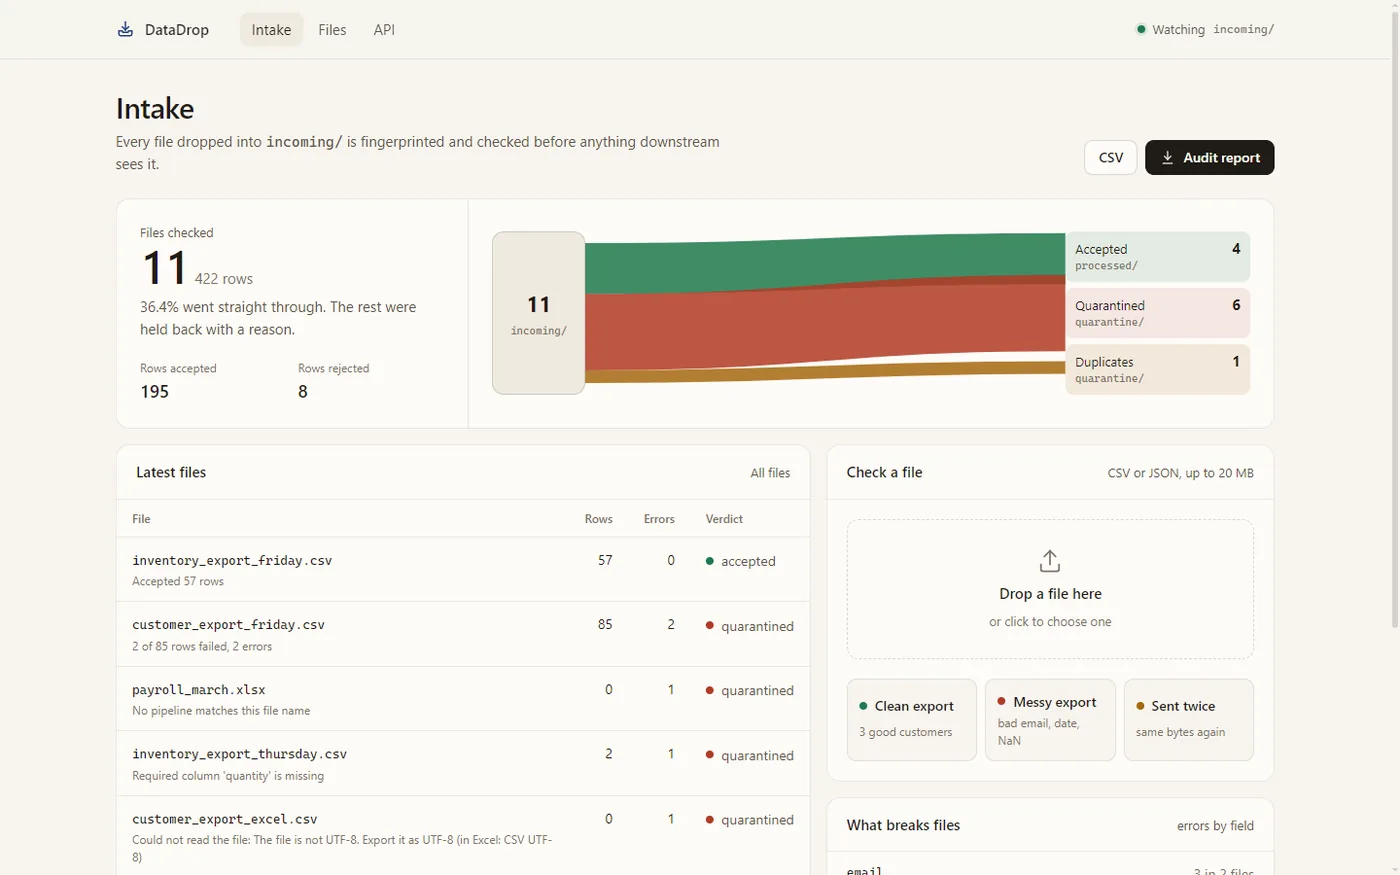 DataDrop
Intake
Files
API
Watching incoming/
Intake
Every file dropped into incoming/ is fingerprinted and checked before anything downstream
sees it.
CSV
Audit report
Files checked
11 422 rows
36.4% went straight through. The rest were
held back with a reason.
Rows accepted
195
Rows rejected
8
11
incoming/
Accepted 4
processed/
Quarantined 6
quarantine/
Duplicates 1
quarantine/
Latest files
All files
File Rows Errors Verdict
inventory_export_friday.csv 57 0 accepted
Accepted 57 rows
customer_export_friday.csv 85 2 quarantined
2 of 85 rows failed, 2 errors
payroll_march.xlsx 0 1 quarantined
No pipeline matches this file name
inventory_export_thursday.csv 2 1 quarantined
Required column 'quantity' is missing
customer_export_excel.csv 0 1 quarantined
Could not read the file: The file is not UTF-8. Export it as UTF-8 (in Excel: CSV UTF-
8)
Check a file
CSV or JSON, up to 20 MB
Drop a file here
or click to choose one
Clean export
3 good customers
Messy export
bad email, date,
NaN
Sent twice
same bytes again
What breaks files
errors by field
email 3 in 2 files